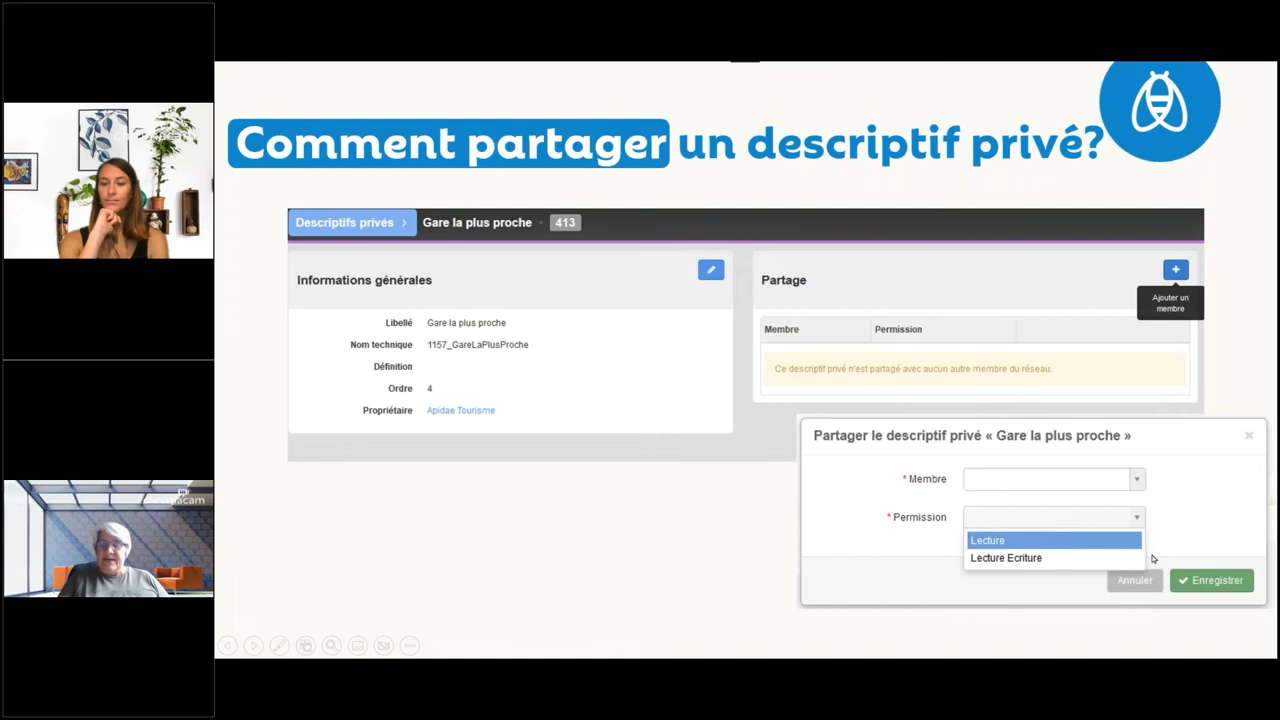 Comment partager un descriptif privé?
Descriptifs privés > Gare la plus proche 413
Informations générales
Libellé Gare la plus proche
Nom technique 1157_GareLaPlusProche
Définition
Ordre 4
Propriétaire Apidae Tourisme
Partage
+
Ajouter un
membre
Membre Permission
Ce descriptif privé n'est partagé avec aucun autre membre du réseau.
Partager le descriptif privé « Gare la plus proche » ×
* Membre
* Permission
Lecture
Lecture Ecriture
Annuler Enregistrer